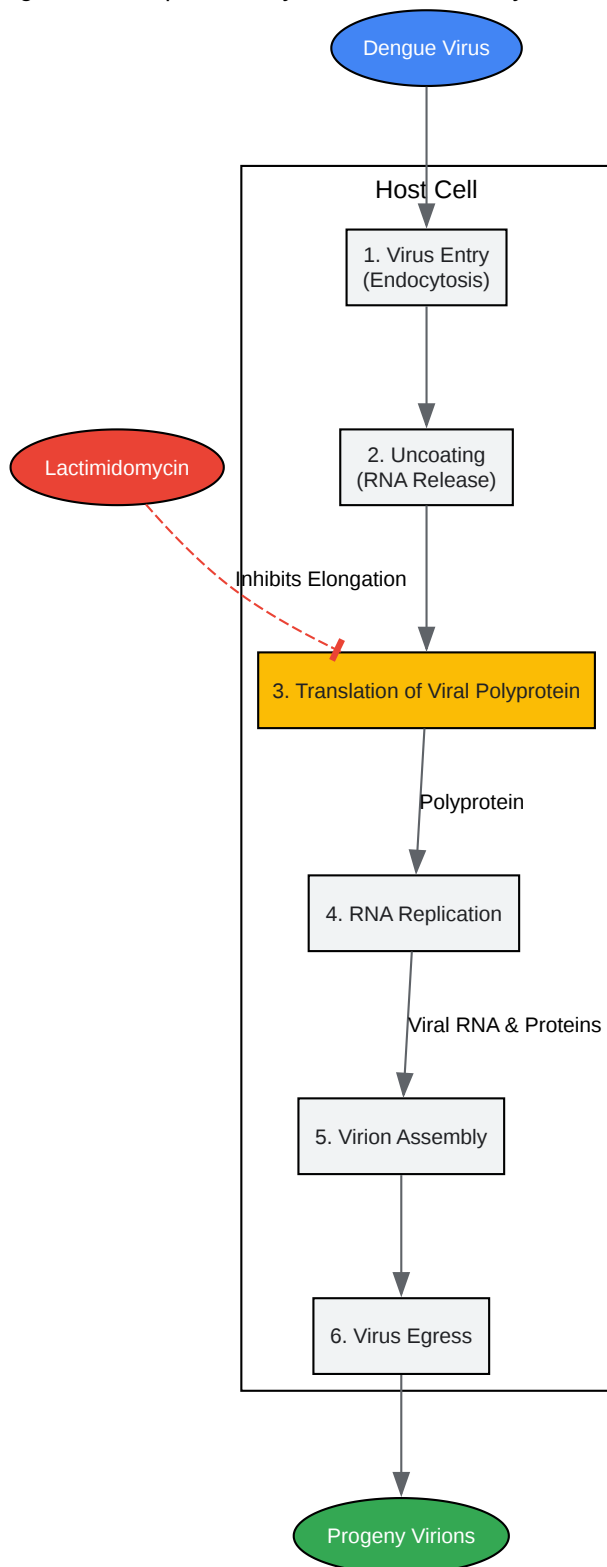 Dengue Virus
Host Cell
1. Virus Entry
(Endocytosis)
2. Uncoating
(RNA Release)
Lactimidomycin
Inhibits Elongation
3. Translation of Viral Polyprotein
Polyprotein
4. RNA Replication
Viral RNA & Proteins
5. Virion Assembly
6. Virus Egress
Progeny Virions